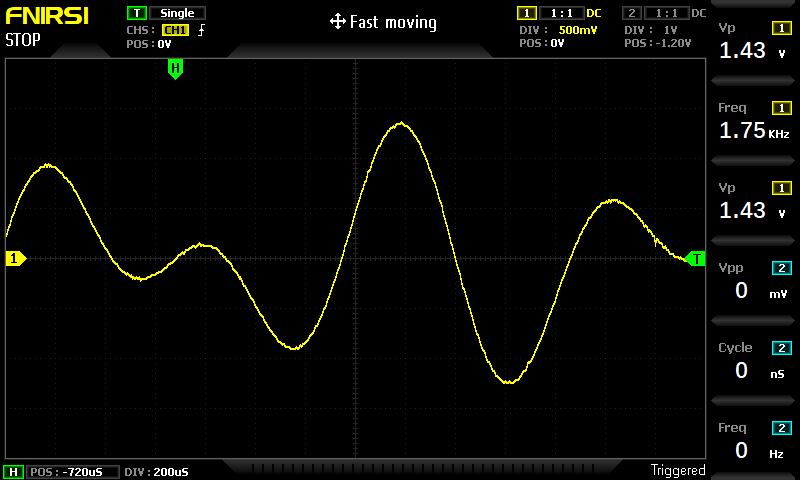 FNIRSI
STOP
T Single
CHS: CH1
POS: 0V
Fast moving
1 1:1 DC
DIV: 500mV
POS: 0V
2 1:1 DC
DIV: 1V
POS: -1.20V
H
1
T
Vp 1
1.43 V
Freq 1
1.75 KHz
Vp 1
1.43 V
Vpp 2
0 mV
Cycle 2
0 nS
Freq 2
0 Hz
H POS: -720uS DIV: 200uS
Triggered